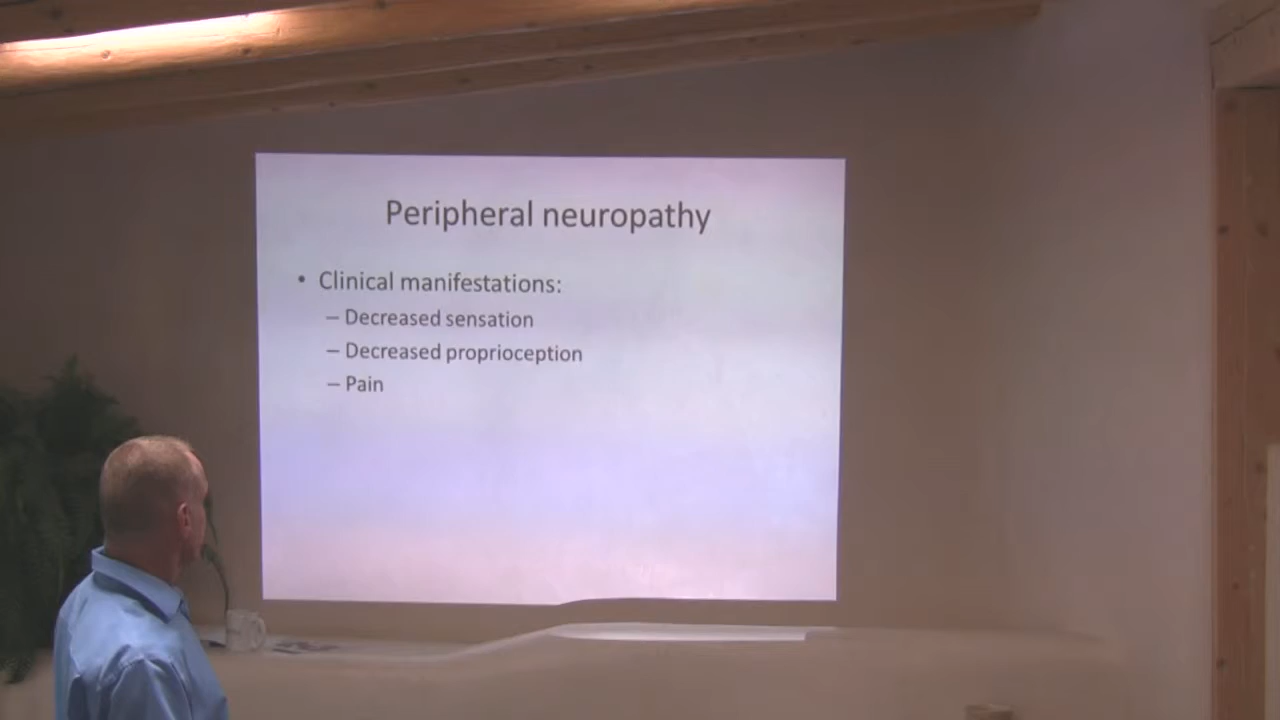 Peripheral neuropathy
• Clinical manifestations:
– Decreased sensation
– Decreased proprioception
– Pain